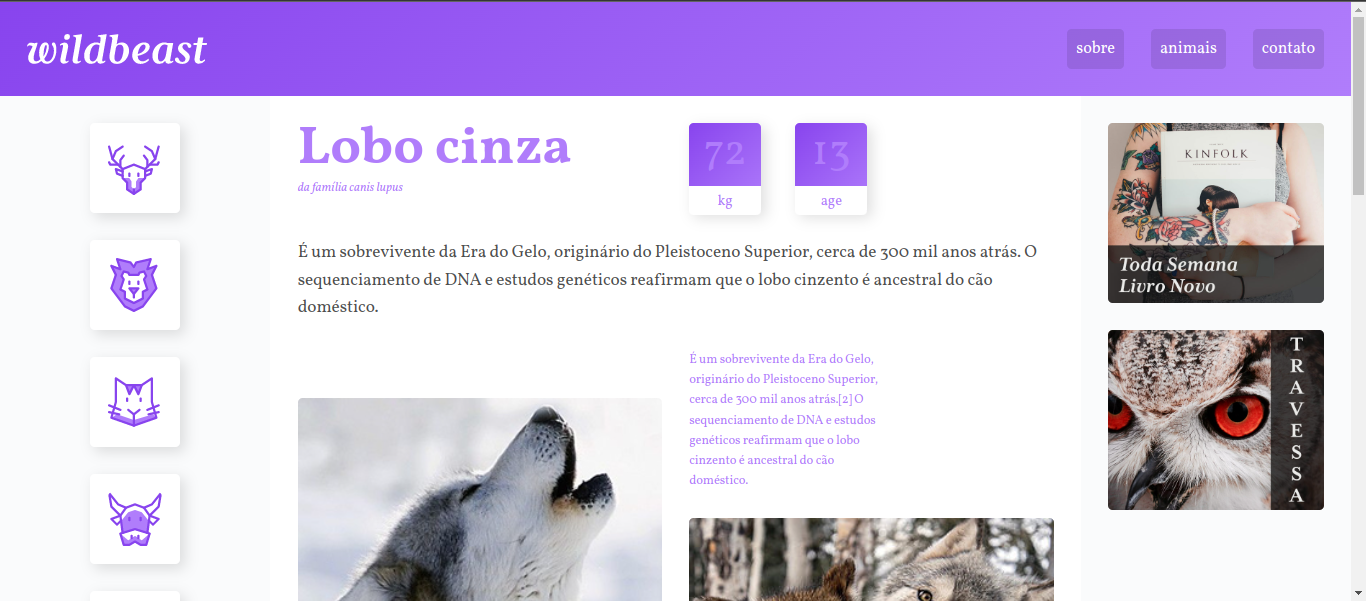 wildbeast
sobre
animais
contato
Lobo cinza
da família canis lupus
72
kg
13
age
É um sobrevivente da Era do Gelo, originário do Pleistoceno Superior, cerca de 300 mil anos atrás. O
sequenciamento de DNA e estudos genéticos reafirmam que o lobo cinzento é ancestral do cão
doméstico.
É um sobrevivente da Era do Gelo,
originário do Pleistoceno Superior,
cerca de 300 mil anos atrás.[2] O
sequenciamento de DNA e estudos
genéticos reafirmam que o lobo
cinzento é ancestral do cão
doméstico.
KINFOLK
Toda Semana
Livro Novo
TRAVESSA